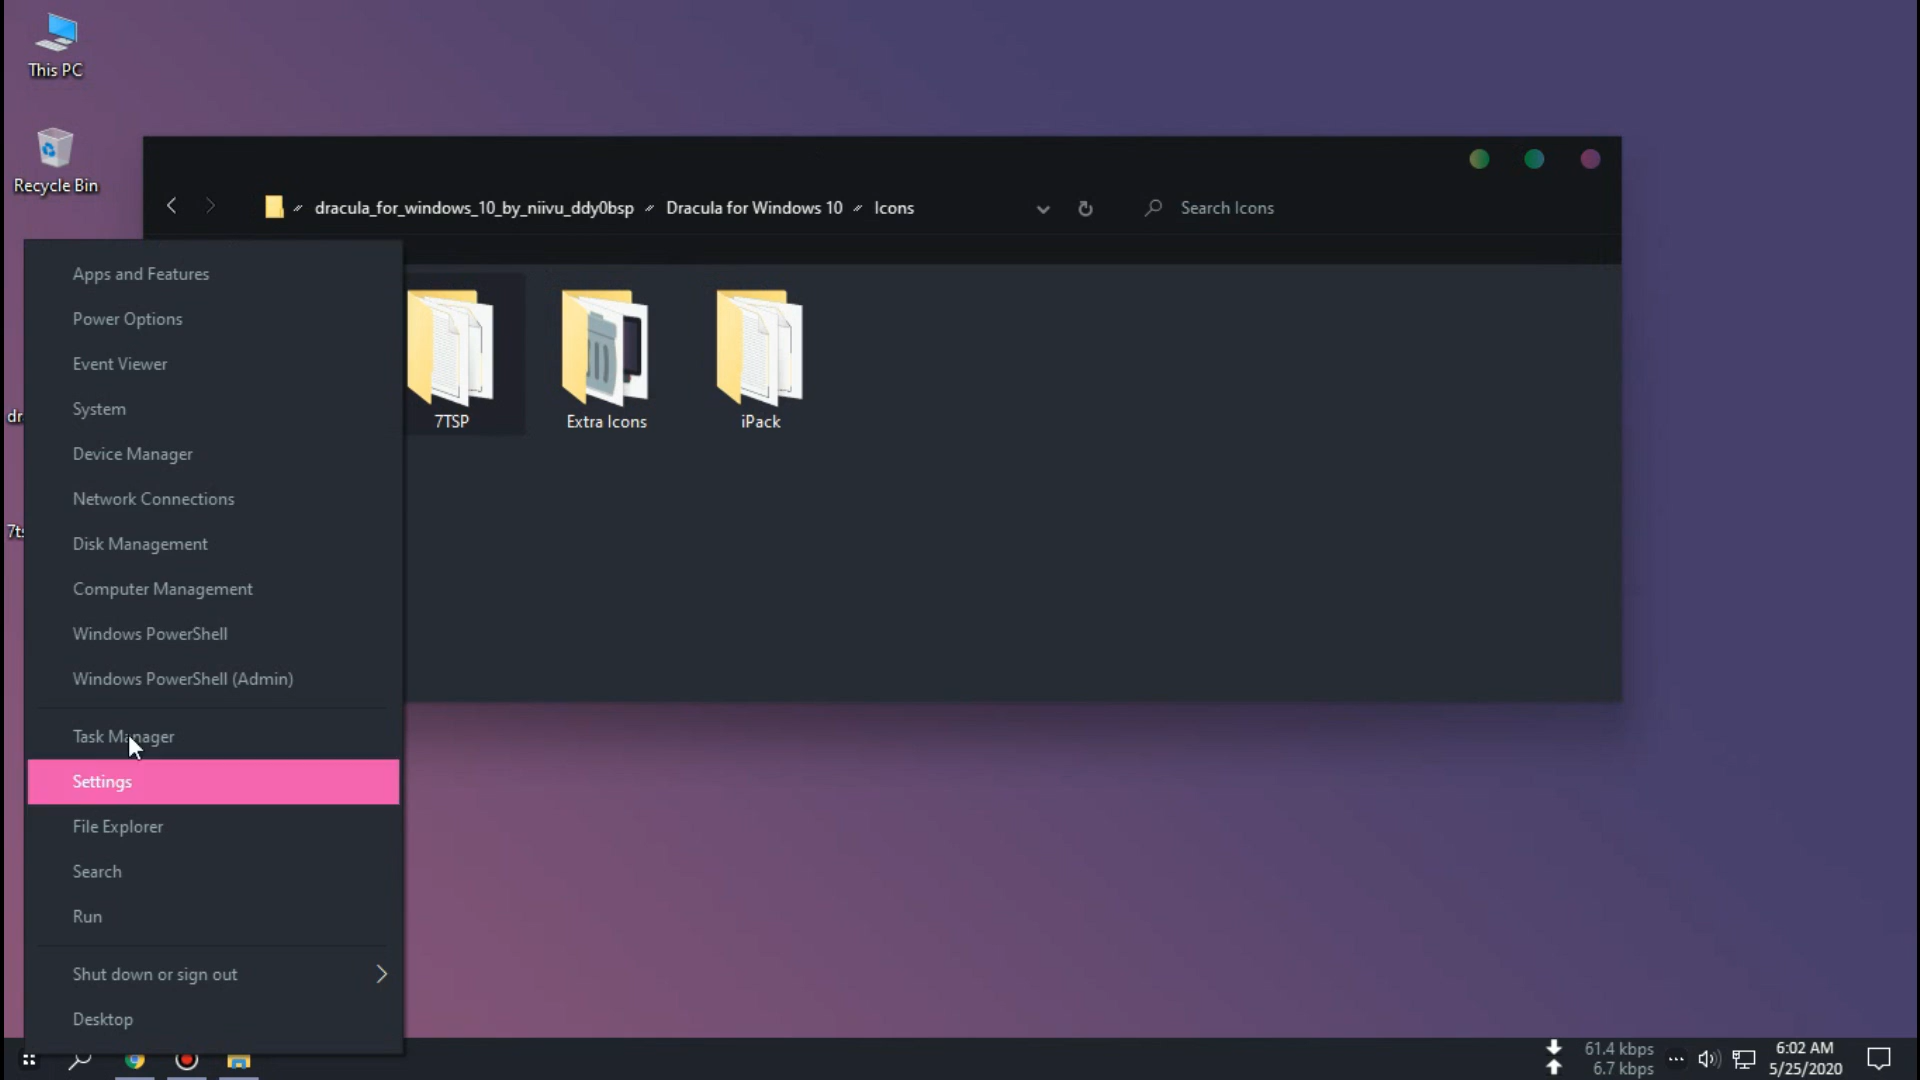 This PC
Recycle Bin
dracula_for_windows_10_by_niivu_ddy0bsp
Dracula for Windows 10
Icons
Search Icons
7TSP
Extra Icons
iPack
dr
7ts
Apps and Features
Power Options
Event Viewer
System
Device Manager
Network Connections
Disk Management
Computer Management
Windows PowerShell
Windows PowerShell (Admin)
Task Manager
Settings
File Explorer
Search
Run
Shut down or sign out
Desktop
61.4 kbps
6.7 kbps
6:02 AM
5/25/2020